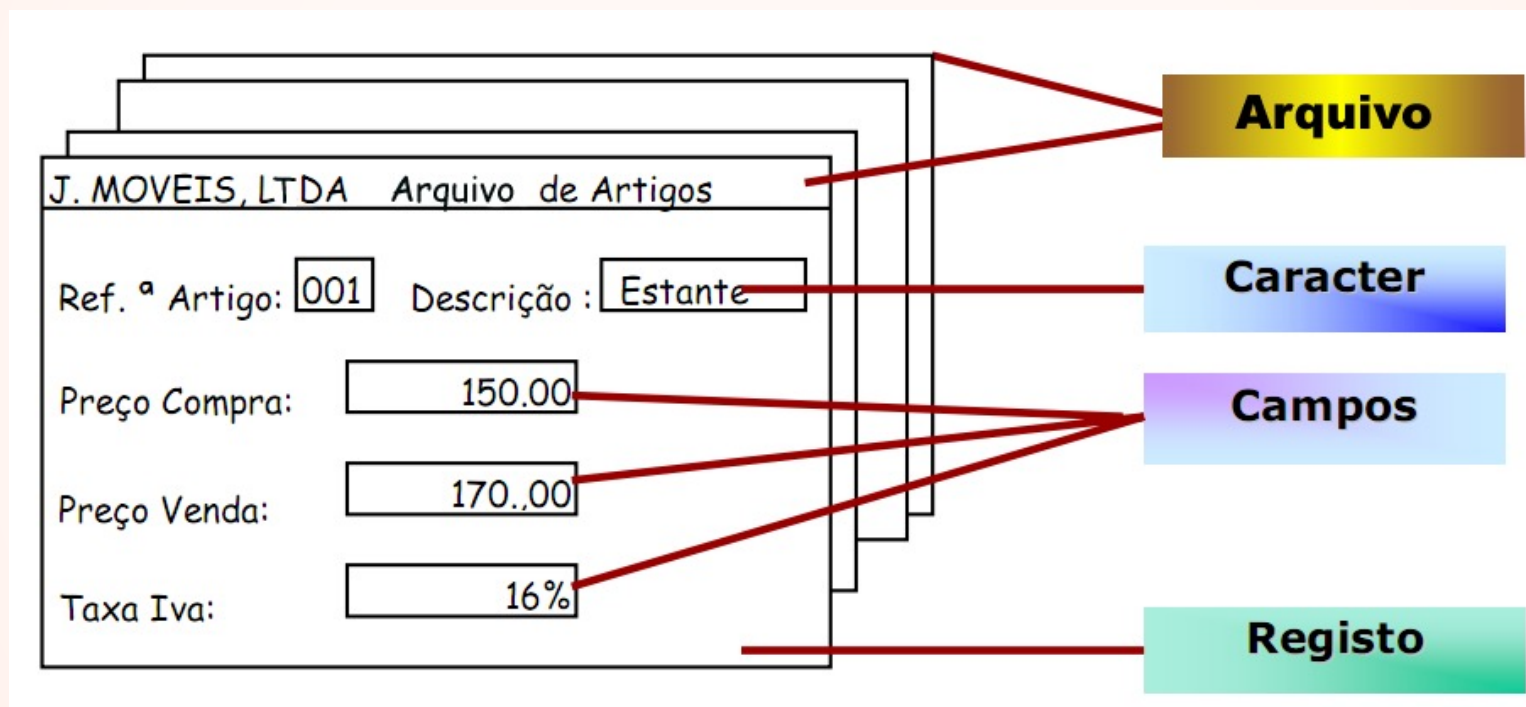 Arquivo
J. MOVEIS, LTDA Arquivo de Artigos
Ref. ª Artigo: 001 Descrição : Estante
Caracter
Preço Compra: 150.00
Campos
Preço Venda: 170.,00
Taxa Iva: 16%
Registo